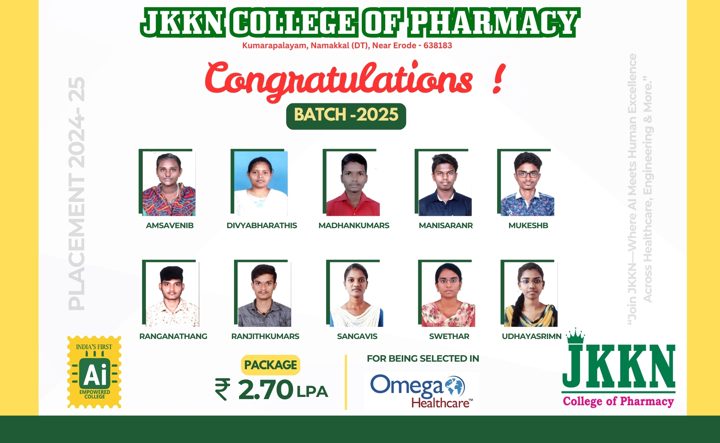 JKKN COLLEGE OF PHARMACY
Kumarapalayam, Namakkal (DT), Near Erode - 638183
Congratulations !
BATCH -2025
PLACEMENT 2024- 25
"Join JKKN—Where AI Meets Human Excellence
Across Healthcare, Engineering & More."
AMSAVENIB
DIVYABHARATHIS
MADHANKUMARS
MANISARANR
MUKESHB
RANGANATHANG
RANJITHKUMARS
SANGAVIS
SWETHAR
UDHAYASRIMN
INDIA'S FIRST
Ai
EMPOWERED
COLLEGE
PACKAGE
₹ 2.70 LPA
FOR BEING SELECTED IN
Omega
Healthcare™
JKKN
College of Pharmacy